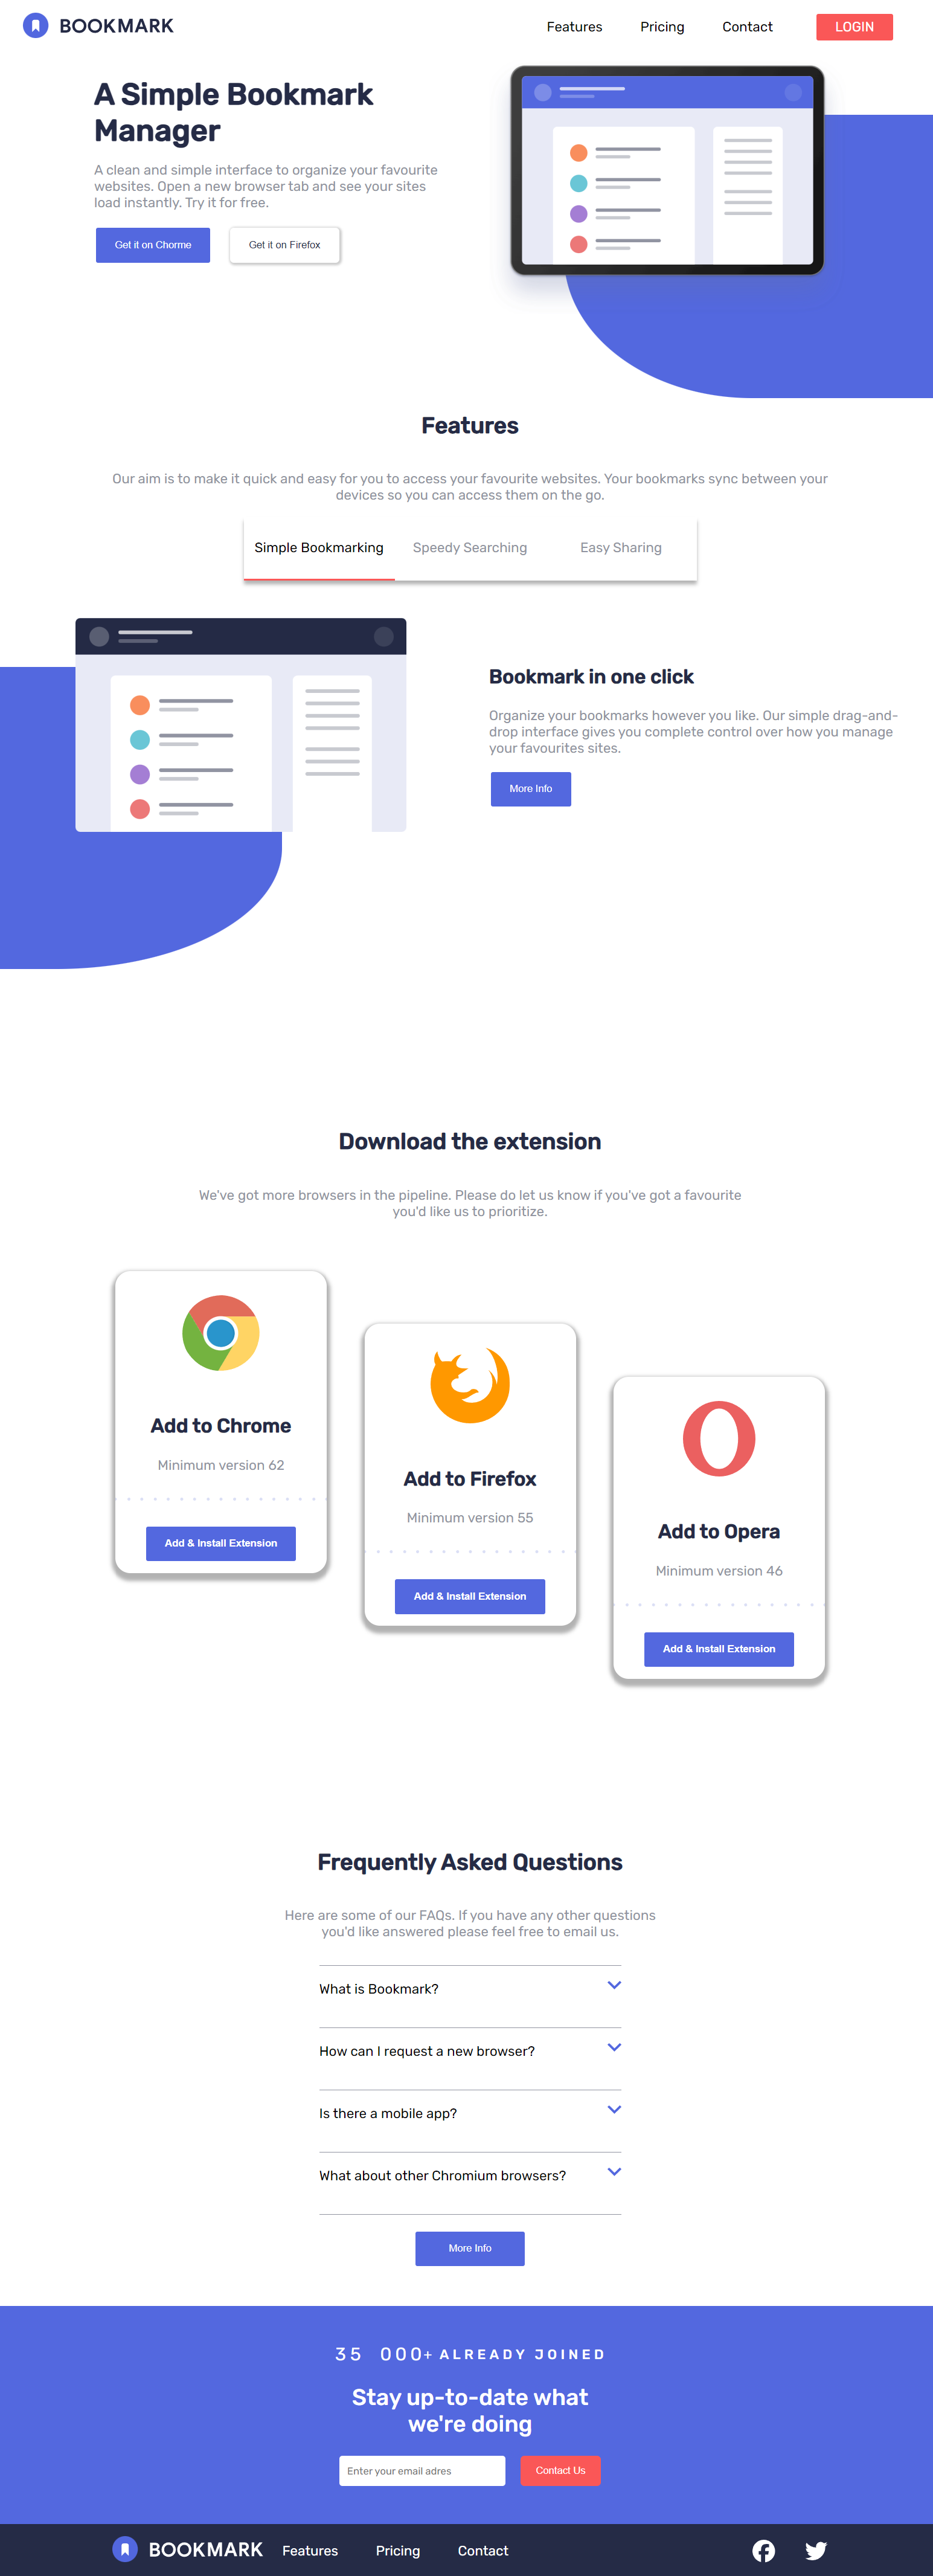 BOOKMARK Features Pricing Contact LOGIN
A Simple Bookmark
Manager
A clean and simple interface to organize your favourite
websites. Open a new browser tab and see your sites
load instantly. Try it for free.
Get it on Chorme Get it on Firefox
Features
Our aim is to make it quick and easy for you to access your favourite websites. Your bookmarks sync between your
devices so you can access them on the go.
Simple Bookmarking Speedy Searching Easy Sharing
Bookmark in one click
Organize your bookmarks however you like. Our simple drag-and-
drop interface gives you complete control over how you manage
your favourites sites.
More Info
Download the extension
We've got more browsers in the pipeline. Please do let us know if you've got a favourite
you'd like us to prioritize.
Add to Chrome
Minimum version 62
Add & Install Extension
Add to Firefox
Minimum version 55
Add & Install Extension
Add to Opera
Minimum version 46
Add & Install Extension
Frequently Asked Questions
Here are some of our FAQs. If you have any other questions
you'd like answered please feel free to email us.
What is Bookmark?
How can I request a new browser?
Is there a mobile app?
What about other Chromium browsers?
More Info
35 000+ ALREADY JOINED
Stay up-to-date what
we're doing
Enter your email adres Contact Us
BOOKMARK Features Pricing Contact